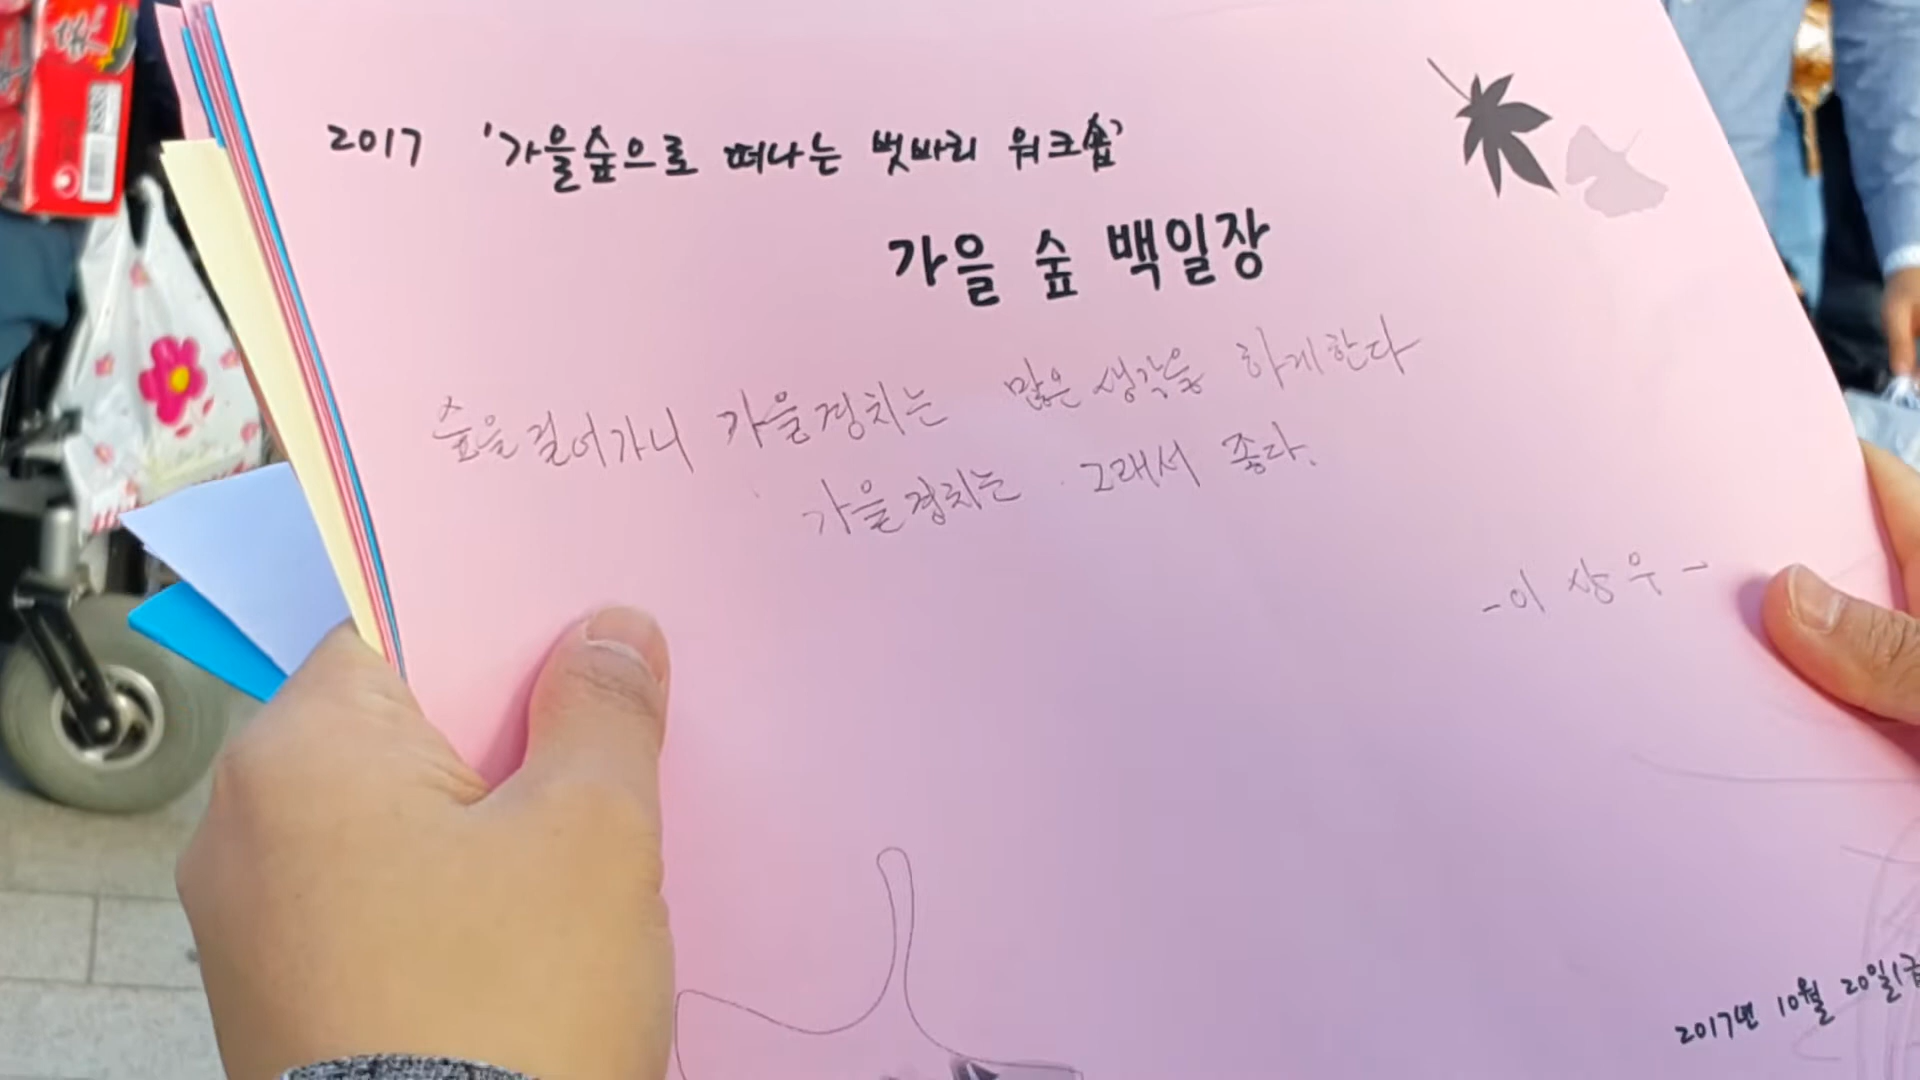 2017 '가을숲으로 떠나는 벗바리 워크숍'
가을 숲 백일장
숲을 걸어가니 가을경치는 많은 생각을 하게한다
가을경치는 그래서 좋다.
-이 상 우-
2017년 10월 20일(금